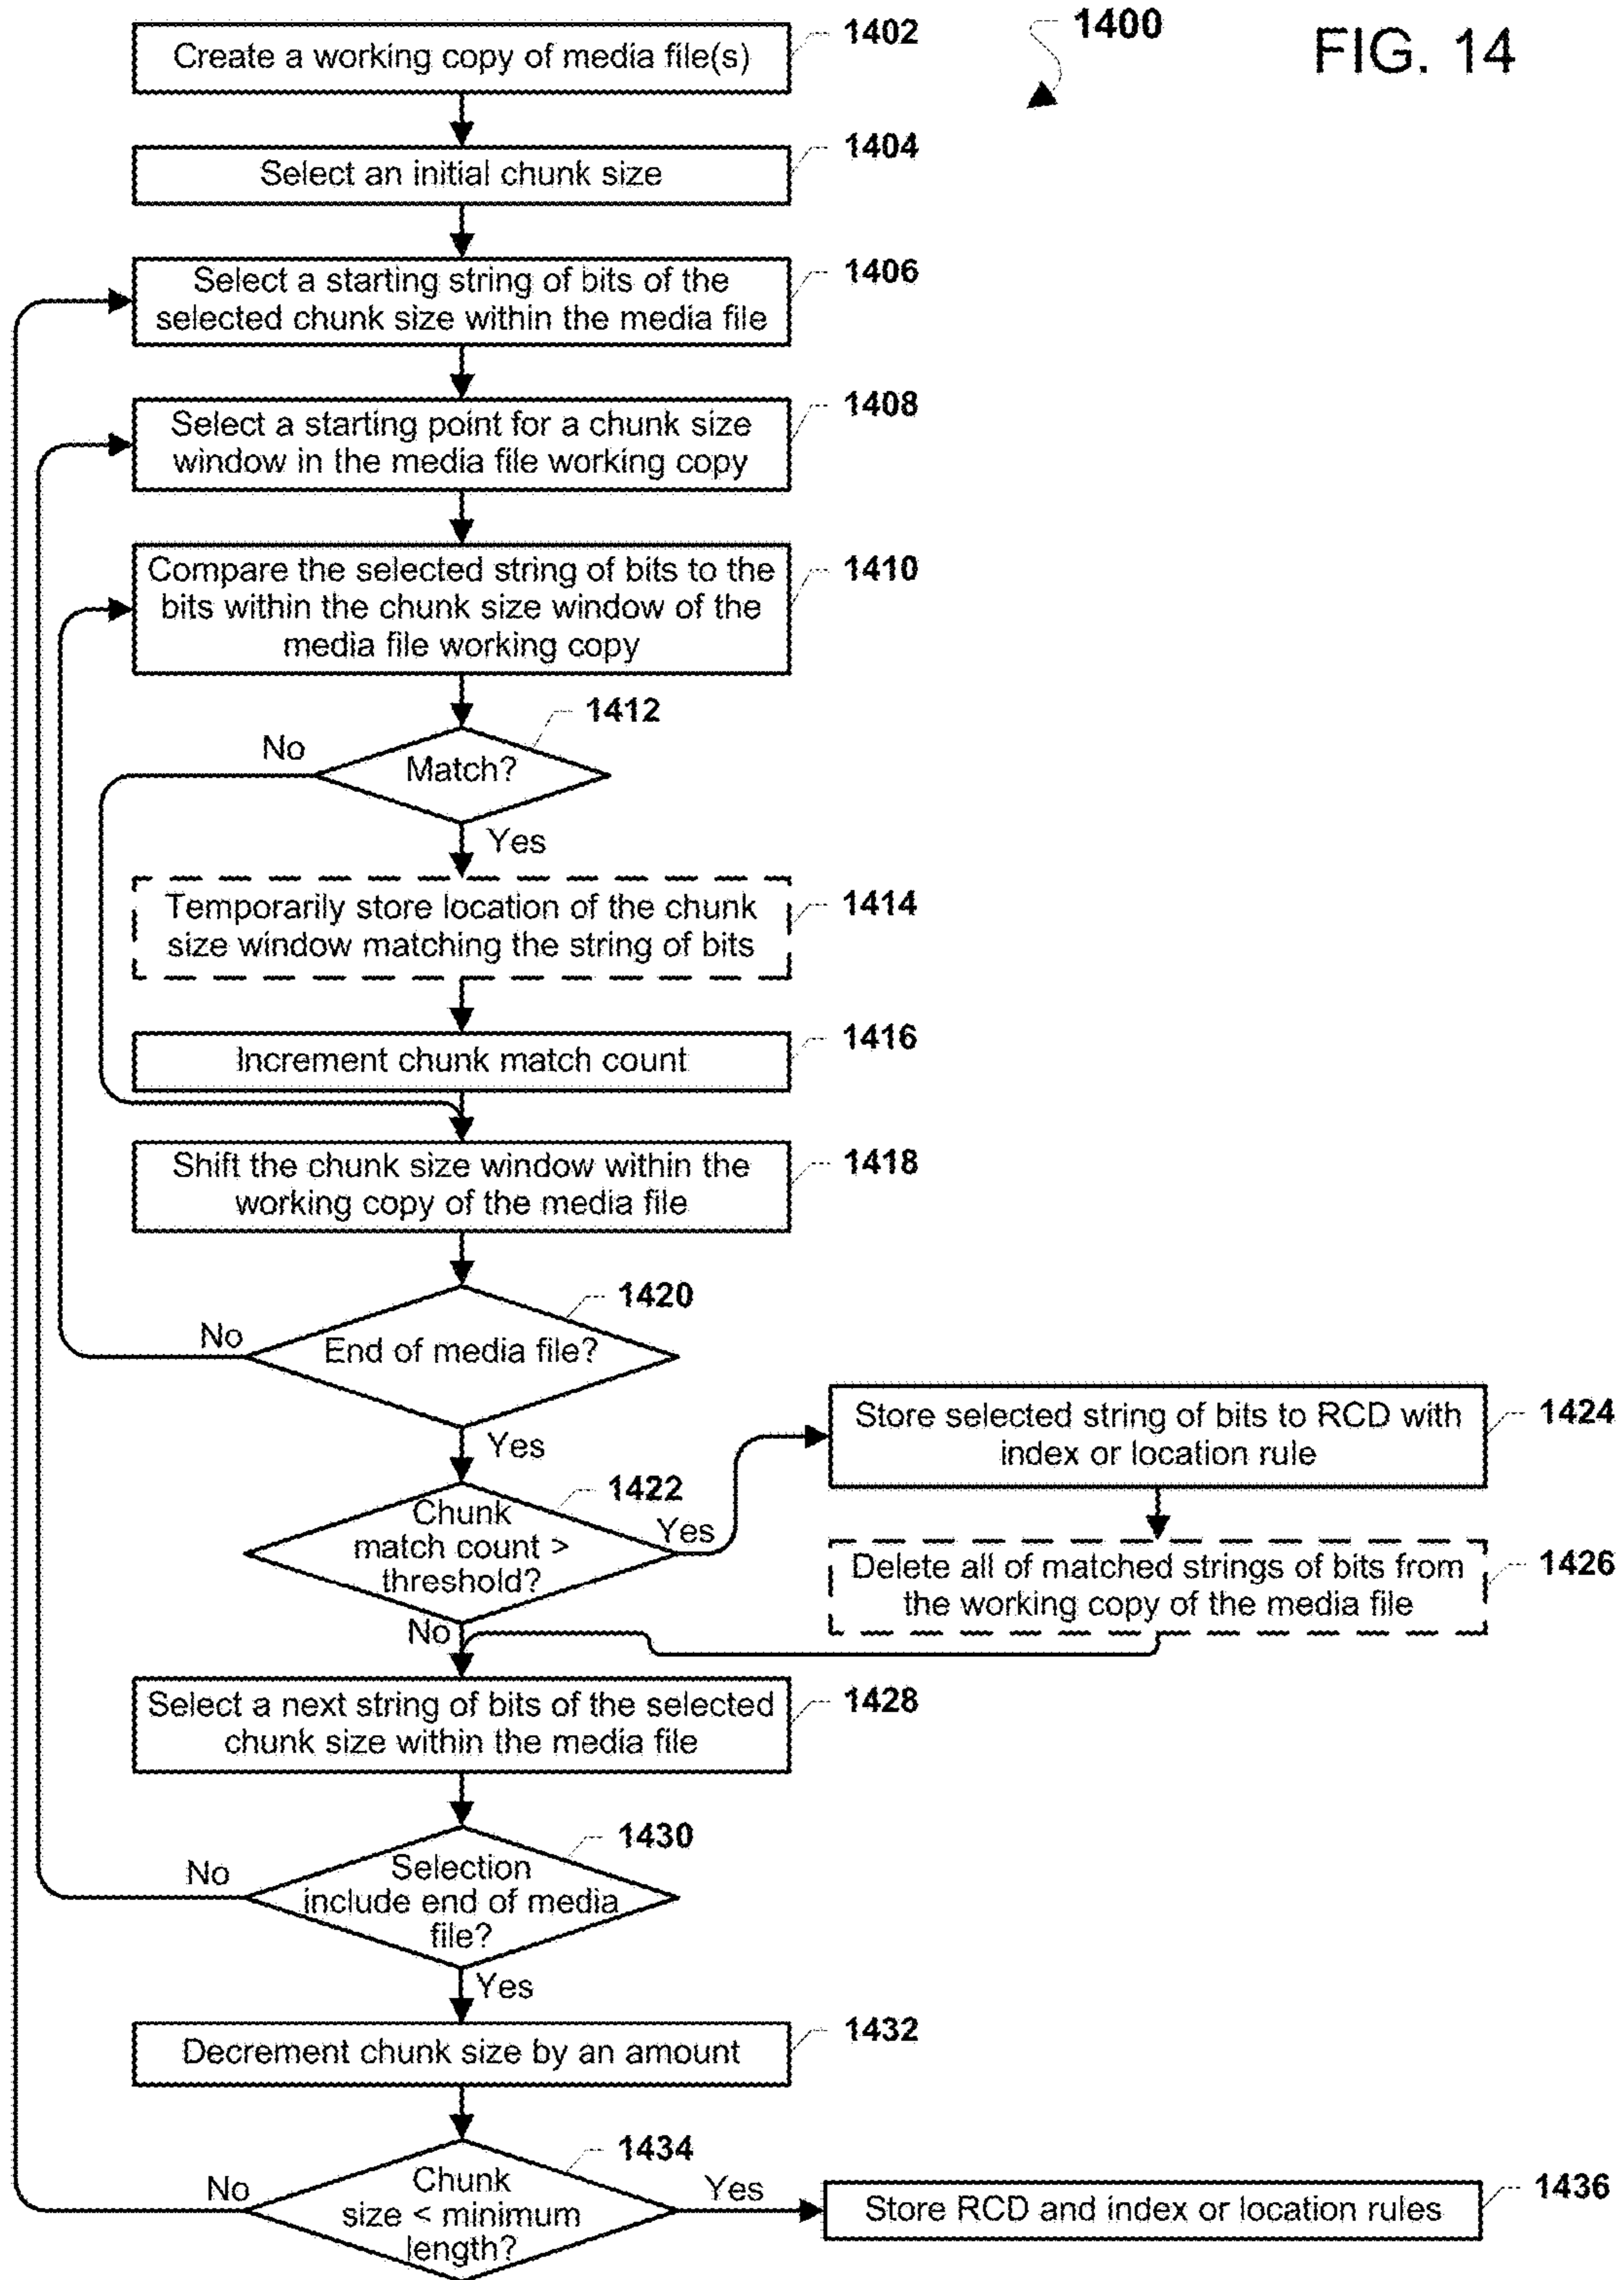 FIG. 14
1400
Create a working copy of media file(s)
1402
Select an initial chunk size
1404
Select a starting string of bits of the
selected chunk size within the media file
1406
Select a starting point for a chunk size
window in the media file working copy
1408
Compare the selected string of bits to the
bits within the chunk size window of the
media file working copy
1410
1412
No
Match?
Yes
Temporarily store location of the chunk
size window matching the string of bits
1414
Increment chunk match count
1416
Shift the chunk size window within the
working copy of the media file
1418
1420
No
End of media file?
Yes
1422
Chunk
match count >
threshold?
Yes
No
Store selected string of bits to RCD with
index or location rule
1424
Delete all of matched strings of bits from
the working copy of the media file
1426
Select a next string of bits of the selected
chunk size within the media file
1428
1430
No
Selection
include end of media
file?
Yes
Decrement chunk size by an amount
1432
1434
No
Chunk
size < minimum
length?
Yes
Store RCD and index or location rules
1436